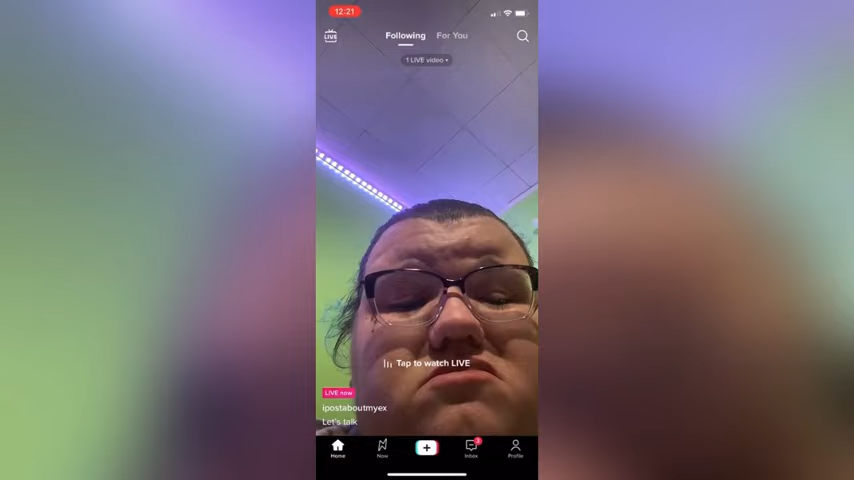 12:21
LIVE
Following For You
1 LIVE video
Tap to watch LIVE
LIVE now
ipostaboutmyex
Let's talk
3
Home Now Inbox Profile